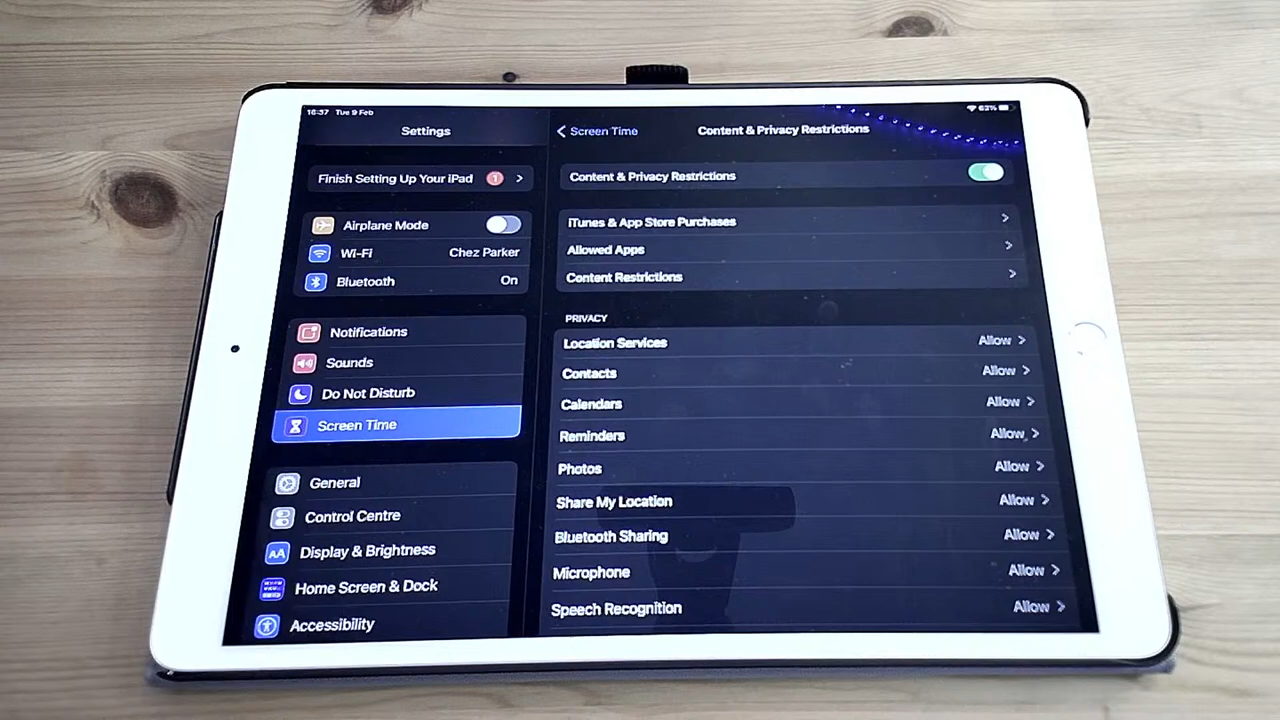 16:37 Tue 9 Feb
63%
Settings
Screen Time
Content & Privacy Restrictions
Finish Setting Up Your iPad 1
Airplane Mode
Wi-Fi Chez Parker
Bluetooth On
Notifications
Sounds
Do Not Disturb
Screen Time
General
Control Centre
AA Display & Brightness
Home Screen & Dock
Accessibility
Content & Privacy Restrictions
iTunes & App Store Purchases
Allowed Apps
Content Restrictions
PRIVACY
Location Services Allow
Contacts Allow
Calendars Allow
Reminders Allow
Photos Allow
Share My Location Allow
Bluetooth Sharing Allow
Microphone Allow
Speech Recognition Allow